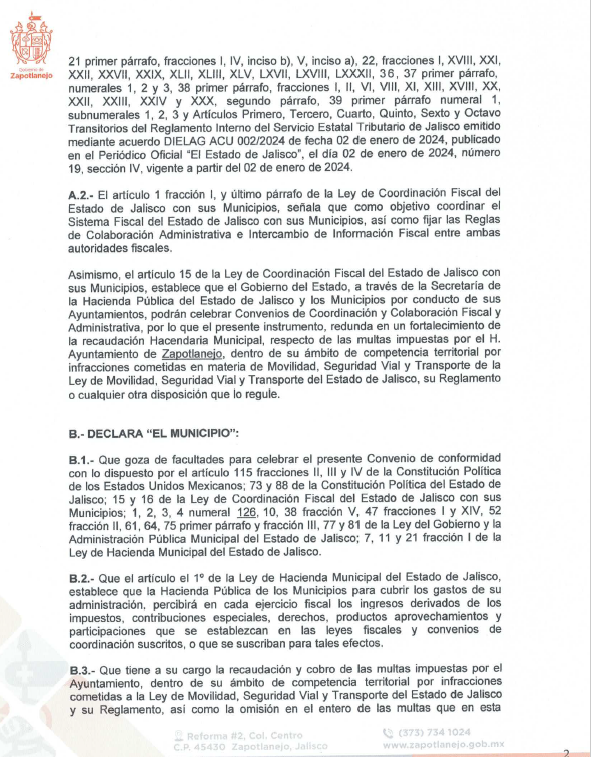 Gobierno de
Zapotlanejo
21 primer párrafo, fracciones I, IV, inciso b), V, inciso a), 22, fracciones I, XVIII, XXI,
XXII, XXVII, XXIX, XLII, XLIII, XLV, LXVII, LXVIII, LXXXII, 36, 37 primer párrafo,
numerales 1, 2 y 3, 38 primer párrafo, fracciones I, II, VI, VIII, XI, XIII, XVIII, XX,
XXII, XXIII, XXIV y XXX, segundo párrafo, 39 primer párrafo numeral 1,
subnumerales 1, 2, 3 y Artículos Primero, Tercero, Cuarto, Quinto, Sexto y Octavo
Transitorios del Reglamento Interno del Servicio Estatal Tributario de Jalisco emitido
mediante acuerdo DIELAG ACU 002/2024 de fecha 02 de enero de 2024, publicado
en el Periódico Oficial "El Estado de Jalisco", el día 02 de enero de 2024, número
19, sección IV, vigente a partir del 02 de enero de 2024.
A.2.- El artículo 1 fracción I, y último párrafo de la Ley de Coordinación Fiscal del
Estado de Jalisco con sus Municipios, señala que como objetivo coordinar el
Sistema Fiscal del Estado de Jalisco con sus Municipios, así como fijar las Reglas
de Colaboración Administrativa e Intercambio de Información Fiscal entre ambas
autoridades fiscales.
Asimismo, el artículo 15 de la Ley de Coordinación Fiscal del Estado de Jalisco con
sus Municipios, establece que el Gobierno del Estado, a través de la Secretaría de
la Hacienda Pública del Estado de Jalisco y los Municipios por conducto de sus
Ayuntamientos, podrán celebrar Convenios de Coordinación y Colaboración Fiscal y
Administrativa, por lo que el presente instrumento, redunda en un fortalecimiento de
la recaudación Hacendaria Municipal, respecto de las multas impuestas por el H.
Ayuntamiento de Zapotlanejo, dentro de su ámbito de competencia territorial por
infracciones cometidas en materia de Movilidad, Seguridad Vial y Transporte de la
Ley de Movilidad, Seguridad Vial y Transporte del Estado de Jalisco, su Reglamento
o cualquier otra disposición que lo regule.
B.- DECLARA "EL MUNICIPIO":
B.1.- Que goza de facultades para celebrar el presente Convenio de conformidad
con lo dispuesto por el artículo 115 fracciones II, III y IV de la Constitución Política
de los Estados Unidos Mexicanos; 73 y 88 de la Constitución Política del Estado de
Jalisco; 15 y 16 de la Ley de Coordinación Fiscal del Estado de Jalisco con sus
Municipios; 1, 2, 3, 4 numeral 126, 10, 38 fracción V, 47 fracciones I y XIV, 52
fracción II, 61, 64, 75 primer párrafo y fracción III, 77 y 81 de la Ley del Gobierno y la
Administración Pública Municipal del Estado de Jalisco; 7, 11 y 21 fracción I de la
Ley de Hacienda Municipal del Estado de Jalisco.
B.2.- Que el artículo el 1º de la Ley de Hacienda Municipal del Estado de Jalisco,
establece que la Hacienda Pública de los Municipios para cubrir los gastos de su
administración, percibirá en cada ejercicio fiscal los ingresos derivados de los
impuestos, contribuciones especiales, derechos, productos aprovechamientos y
participaciones que se establezcan en las leyes fiscales y convenios de
coordinación suscritos, o que se suscriban para tales efectos.
B.3.- Que tiene a su cargo la recaudación y cobro de las multas impuestas por el
Ayuntamiento, dentro de su ámbito de competencia territorial por infracciones
cometidas a la Ley de Movilidad, Seguridad Vial y Transporte del Estado de Jalisco
y su Reglamento, así como la omisión en el entero de las multas que en esta
Reforma #2, Col. Centro
C.P. 45430 Zapotlanejo, Jalisco
(373) 734 1024
www.zapotlanejo.gob.mx
2